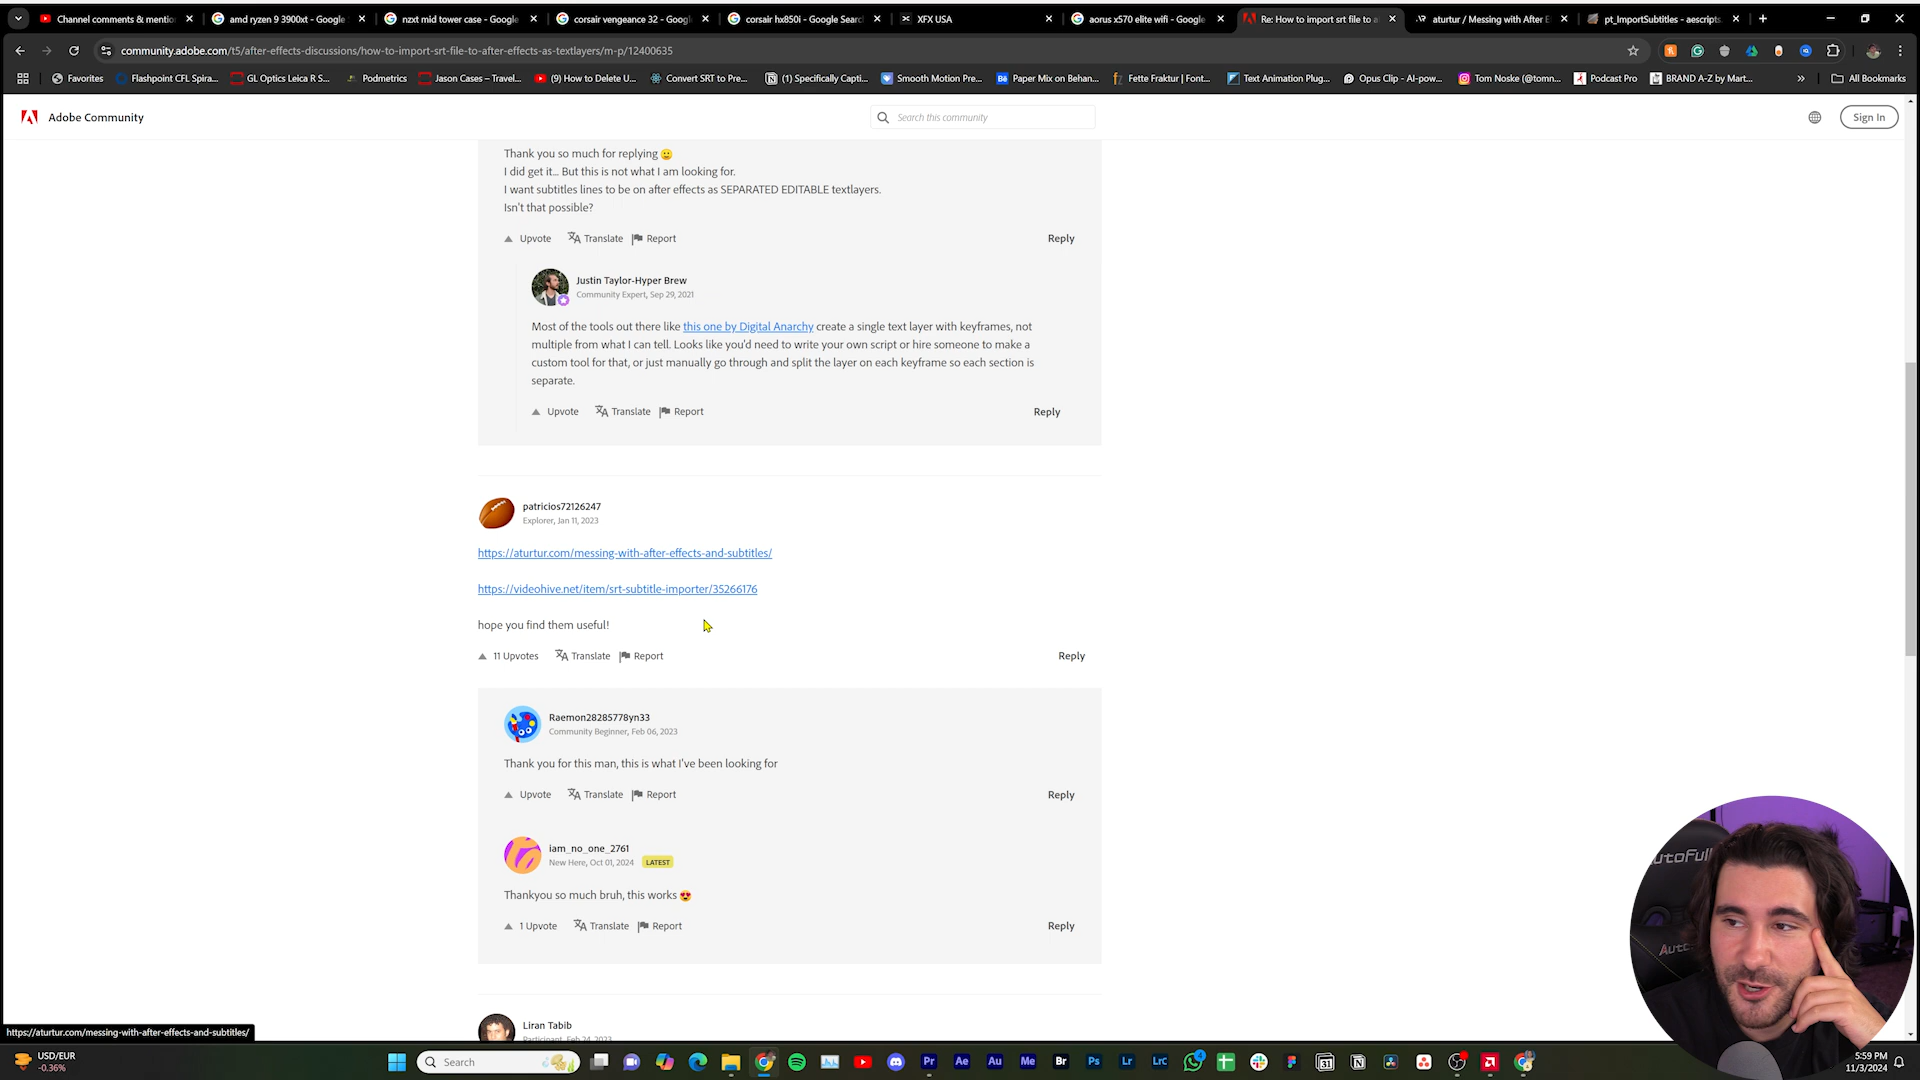 Channel comments & mentio
amd ryzen 9 3900xt - Google
nzxt mid tower case - Google
corsair vengeance 32 - Google
corsair hx850i - Google Search
XFX USA
aorus x570 elite wifi - Google
Re: How to import srt file to a
aturtur / Messing with After E
pt_ImportSubtitles - aescripts
community.adobe.com/t5/after-effects-discussions/how-to-import-srt-file-to-after-effects-as-textlayers/m-p/12400635
Favorites
Flashpoint CFL Spira...
GL Optics Leica R S...
Podmetrics
Jason Cases – Travel...
(9) How to Delete U...
Convert SRT to Pre...
(1) Specifically Capti...
Smooth Motion Pre...
Paper Mix on Behan...
Fette Fraktur | Font...
Text Animation Plug...
Opus Clip - AI-pow...
Tom Noske (@tomn...
Podcast Pro
BRAND A-Z by Mart...
All Bookmarks
Adobe Community
Search this community
Sign In
Thank you so much for replying 🙂
I did get it... But this is not what I am looking for.
I want subtitles lines to be on after effects as SEPARATED EDITABLE textlayers.
Isn't that possible?
Upvote Translate Report Reply
Justin Taylor-Hyper Brew
Community Expert, Sep 29, 2021
Most of the tools out there like this one by Digital Anarchy create a single text layer with keyframes, not
multiple from what I can tell. Looks like you'd need to write your own script or hire someone to make a
custom tool for that, or just manually go through and split the layer on each keyframe so each section is
separate.
Upvote Translate Report Reply
patricios72126247
Explorer, Jan 11, 2023
https://aturtur.com/messing-with-after-effects-and-subtitles/
https://videohive.net/item/srt-subtitle-importer/35266176
hope you find them useful!
11 Upvotes Translate Report Reply
Raemon28285778yn33
Community Beginner, Feb 06, 2023
Thank you for this man, this is what I've been looking for
Upvote Translate Report Reply
iam_no_one_2761
New Here, Oct 01, 2024 LATEST
Thankyou so much bruh, this works 😍
1 Upvote Translate Report Reply
Liran Tabib
Participant, Feb 24, 2023
https://aturtur.com/messing-with-after-effects-and-subtitles/
USD/EUR
-0.36%
Search
Pr
Ae
Au
Me
Br
Ps
Lr
LrC
5:59 PM
11/3/2024